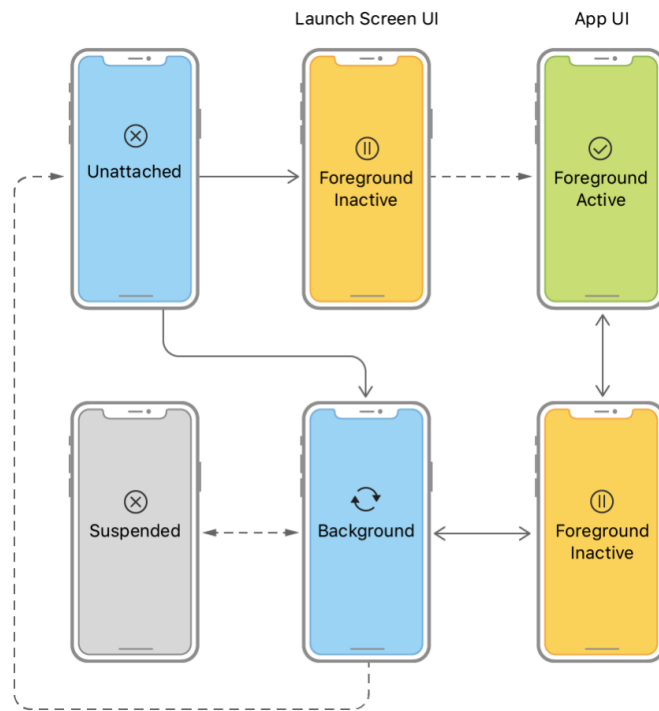 Launch Screen UI
App UI
Unattached
Foreground
Inactive
Foreground
Active
Suspended
Background
Foreground
Inactive